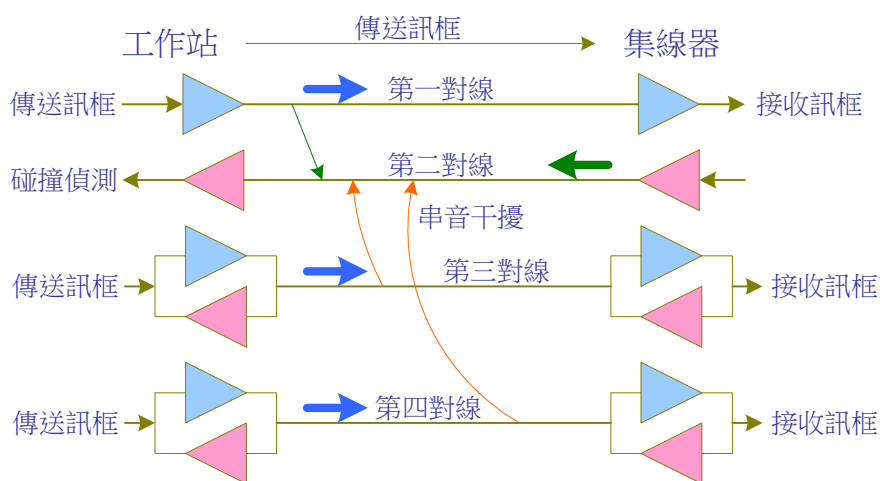 工作站
傳送訊框
集線器
傳送訊框
第一對線
接收訊框
碰撞偵測
第二對線
串音干擾
傳送訊框
第三對線
接收訊框
傳送訊框
第四對線
接收訊框